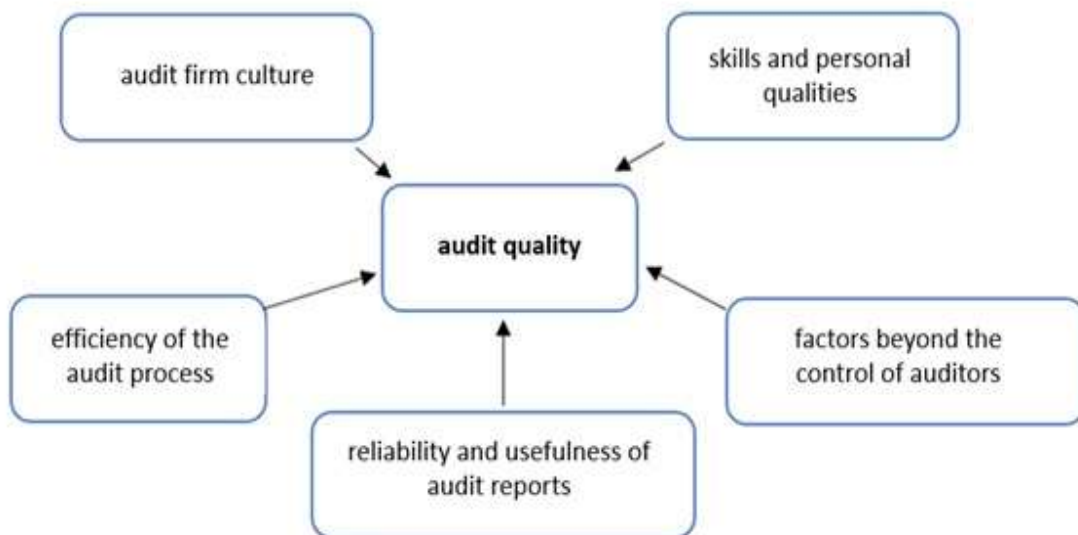 audit firm culture
skills and personal
qualities
audit quality
efficiency of the
audit process
factors beyond the
control of auditors
reliability and usefulness of
audit reports